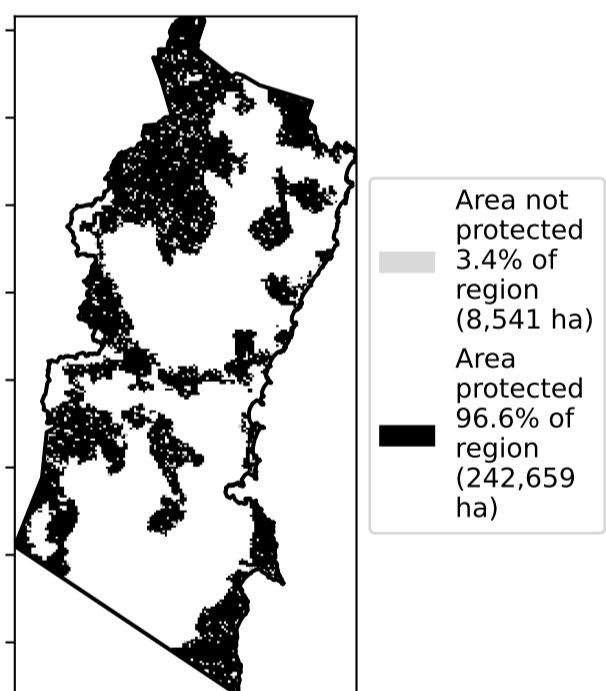 Area not
protected
3.4% of
region
(8,541 ha)
Area
protected
96.6% of
region
(242,659
ha)